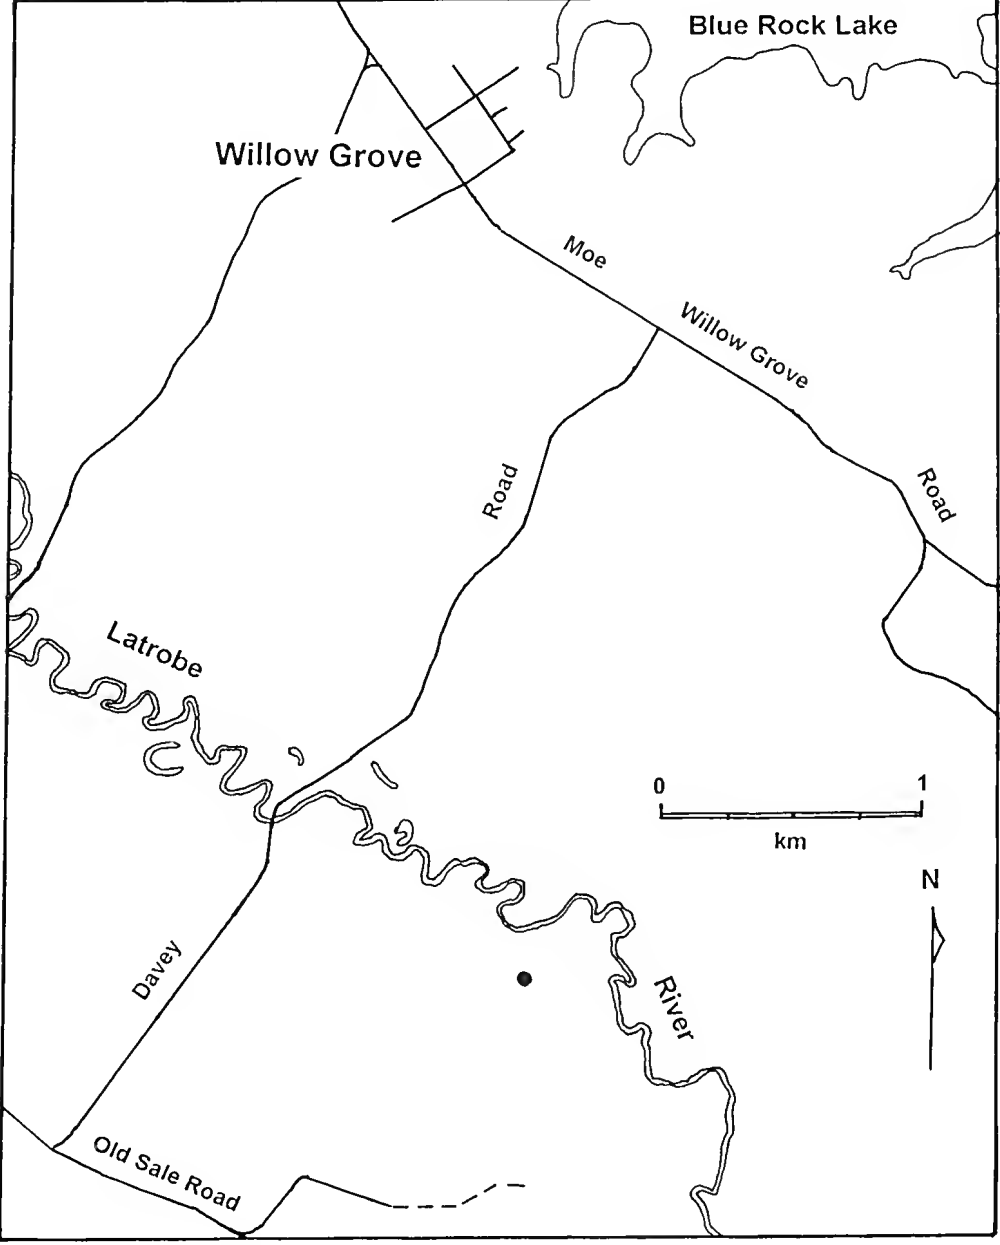 Blue Rock Lake
Willow Grove
Moe
Willow Grove
Road
Road
Latrobe
0 1
km
N
Davey
River
Old Sale Road